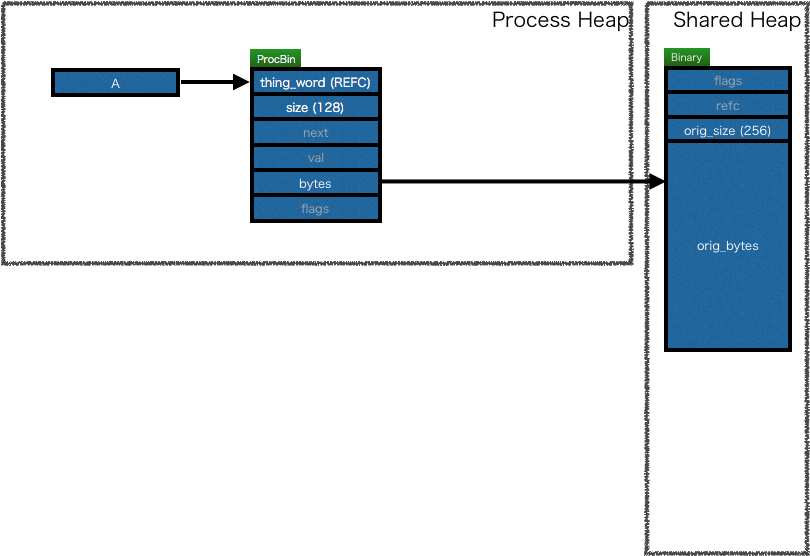 Process Heap
Shared Heap
A
ProcBin
thing_word (REFC)
size (128)
next
val
bytes
flags
Binary
flags
refc
orig_size (256)
orig_bytes